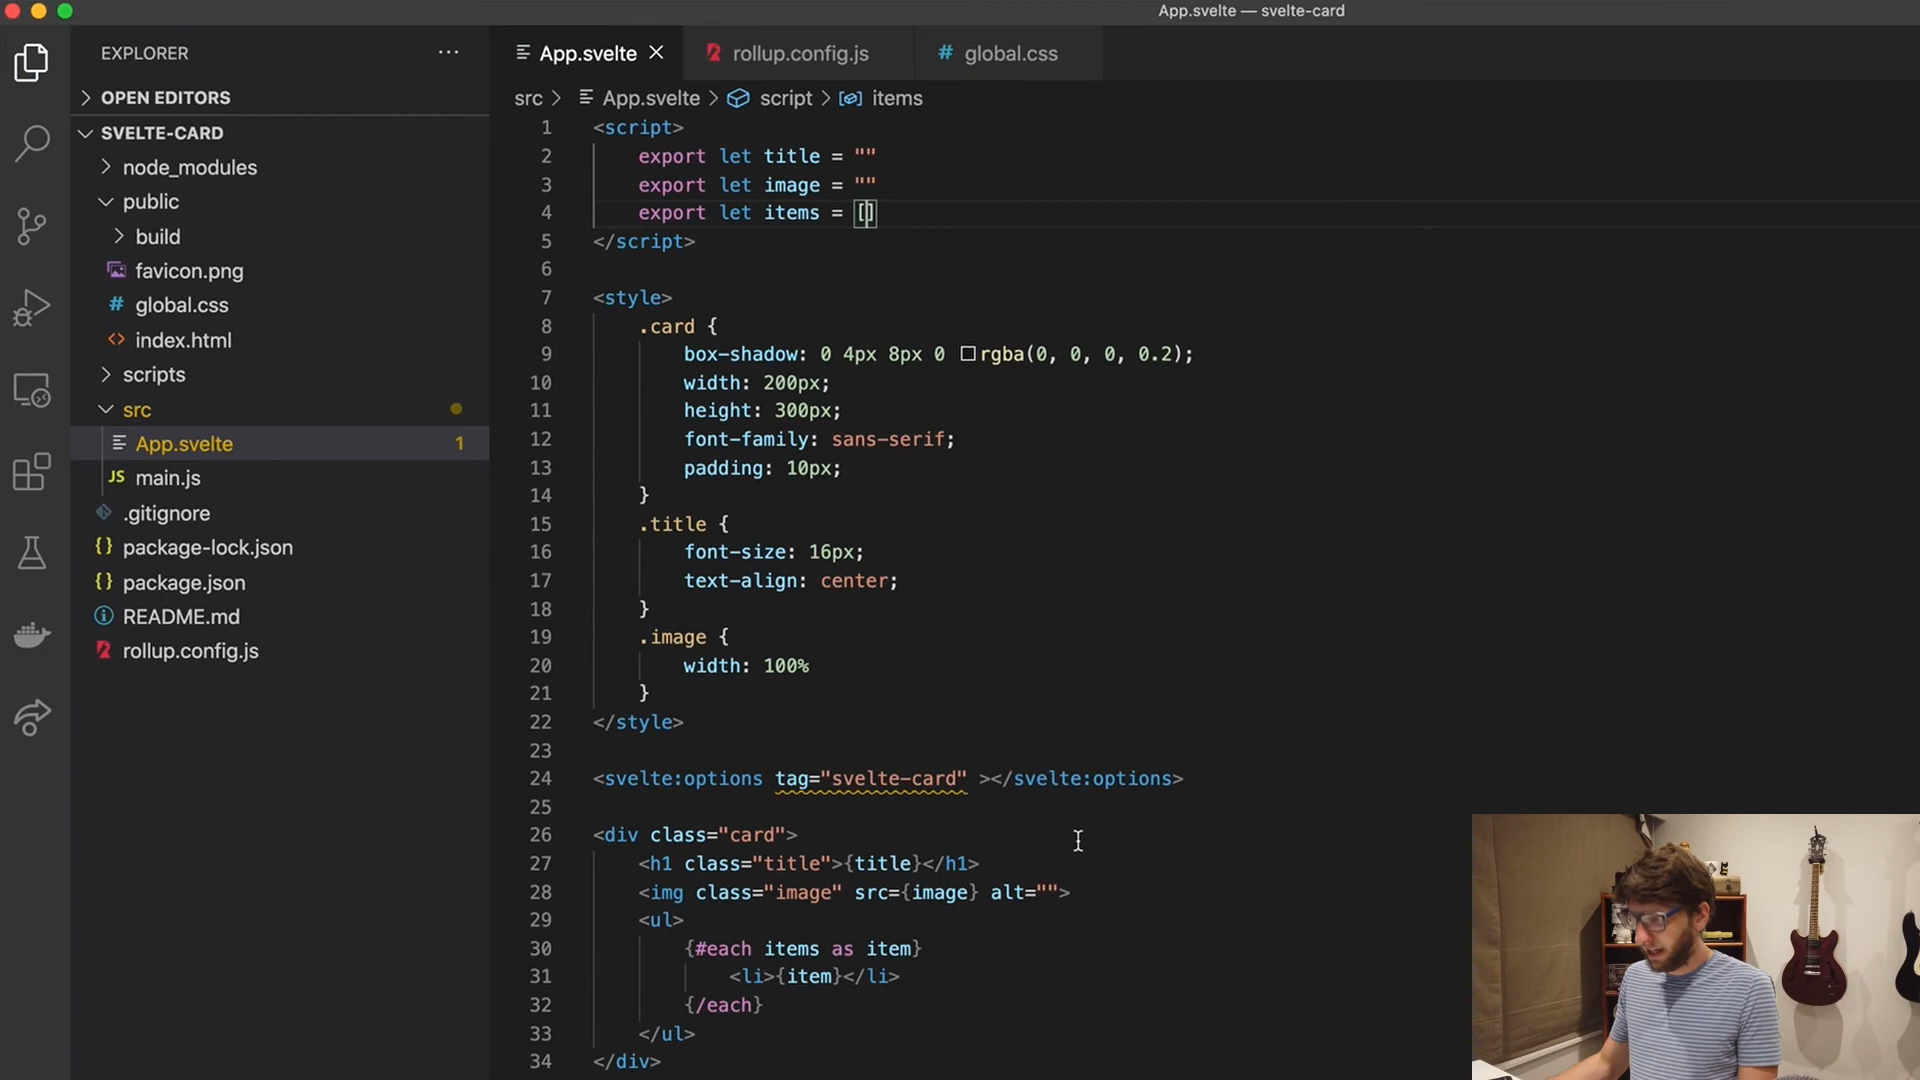 App.svelte — svelte-card
EXPLORER
OPEN EDITORS
SVELTE-CARD
node_modules
public
build
favicon.png
# global.css
<> index.html
scripts
src
App.svelte 1
JS main.js
.gitignore
{} package-lock.json
{} package.json
README.md
rollup.config.js
App.svelte ×
rollup.config.js
# global.css
src > App.svelte > script > items
1 <script>
2 export let title = ""
3 export let image = ""
4 export let items = []
5 </script>
6
7 <style>
8 .card {
9 box-shadow: 0 4px 8px 0 rgba(0, 0, 0, 0.2);
10 width: 200px;
11 height: 300px;
12 font-family: sans-serif;
13 padding: 10px;
14 }
15 .title {
16 font-size: 16px;
17 text-align: center;
18 }
19 .image {
20 width: 100%
21 }
22 </style>
23
24 <svelte:options tag="svelte-card" ></svelte:options>
25
26 <div class="card">
27 <h1 class="title">{title}</h1>
28 <img class="image" src={image} alt="">
29 <ul>
30 {#each items as item}
31 <li>{item}</li>
32 {/each}
33 </ul>
34 </div>